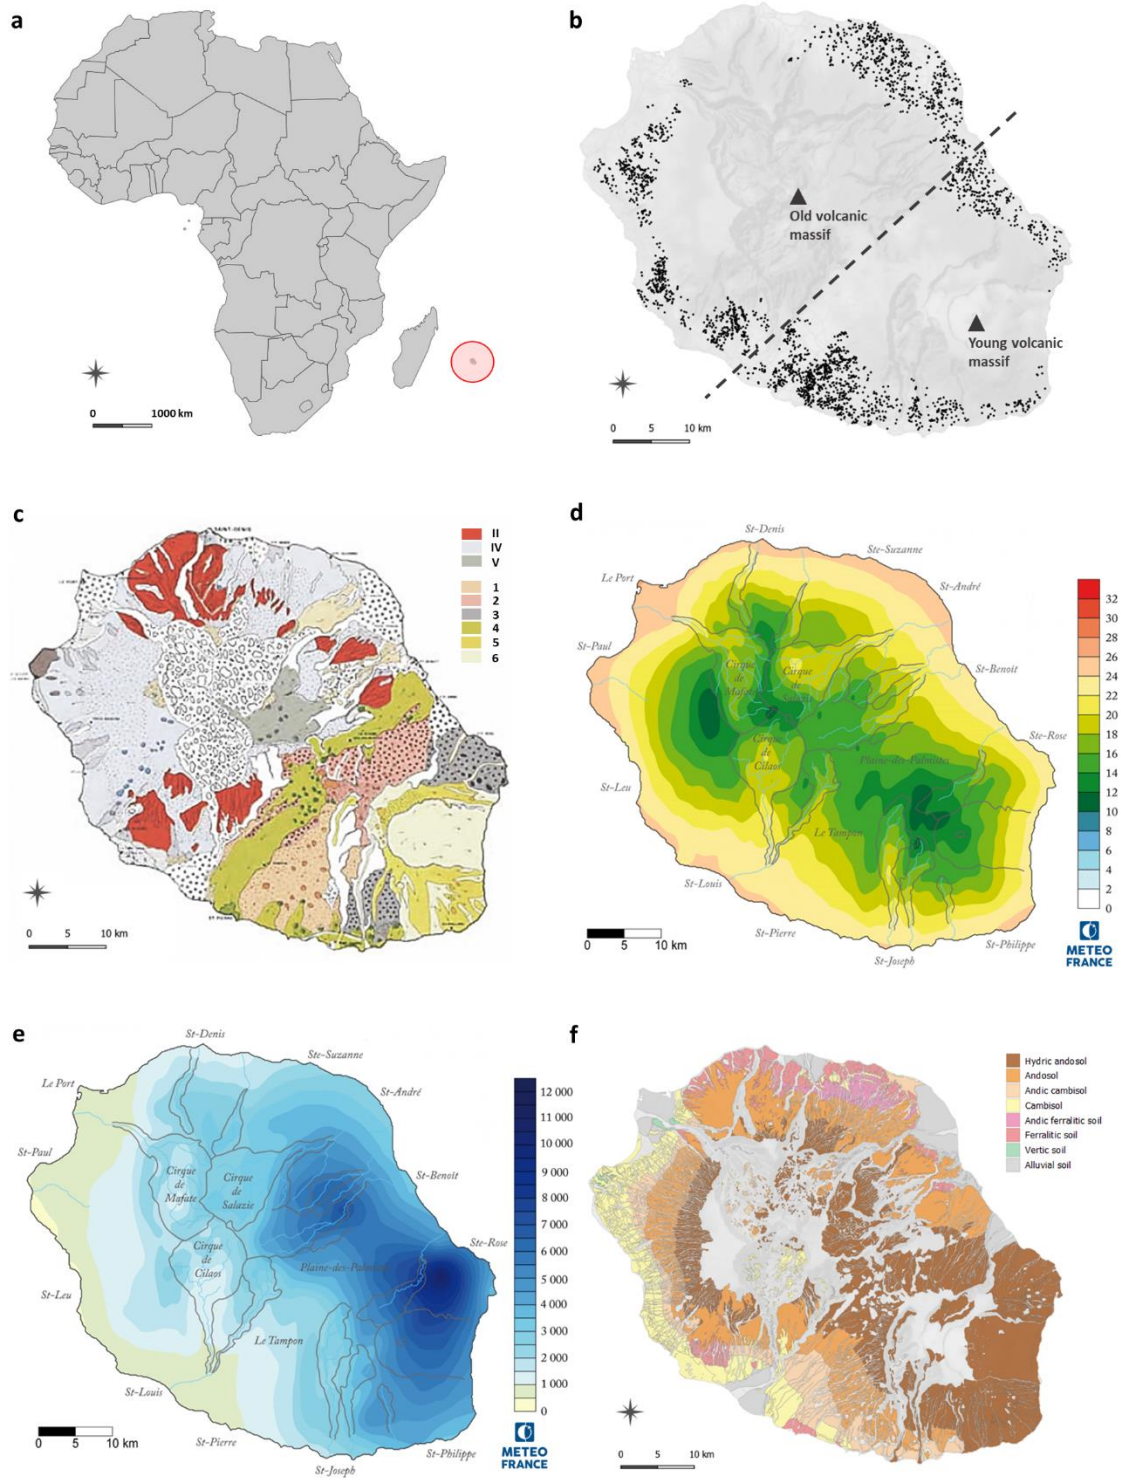 a
0
1000 km
b
Old volcanic
massif
Young volcanic
massif
0
5
10 km
c
SAINT-DENIS
II
IV
V
1
2
3
4
5
6
0
5
10 km
d
St-Denis
Ste-Suzanne
Le Port
St-André
St-Paul
Cirque
de
Mafate
Cirque
de
St-Benoit
Cirque
de
Cilaos
Ste-Rose
Plaine-des-Palmistes
St-Leu
Le Tampon
St-Louis
St-Pierre
St-Philippe
St-Joseph
0
5
10 km
32
30
28
26
24
22
20
18
16
14
12
10
8
6
4
2
0
METEO
FRANCE
e
St-Denis
Ste-Suzanne
Le Port
St-André
St-Paul
Cirque
de
Mafate
Cirque
de
Salazie
St-Benoit
Cirque
de
Cilaos
Ste-Rose
Plaine-des-Palmistes
St-Leu
Le Tampon
St-Louis
St-Pierre
St-Philippe
St-Joseph
0
5
10 km
12 000
11 000
10 000
9 000
8 000
7 000
6 000
5 000
4 000
3 000
2 000
1 000
0
METEO
FRANCE
f
Hydric andosol
Andosol
Andic cambisol
Cambisol
Andic ferralitic soil
Ferralitic soil
Vertic soil
Alluvial soil
0
5
10 km